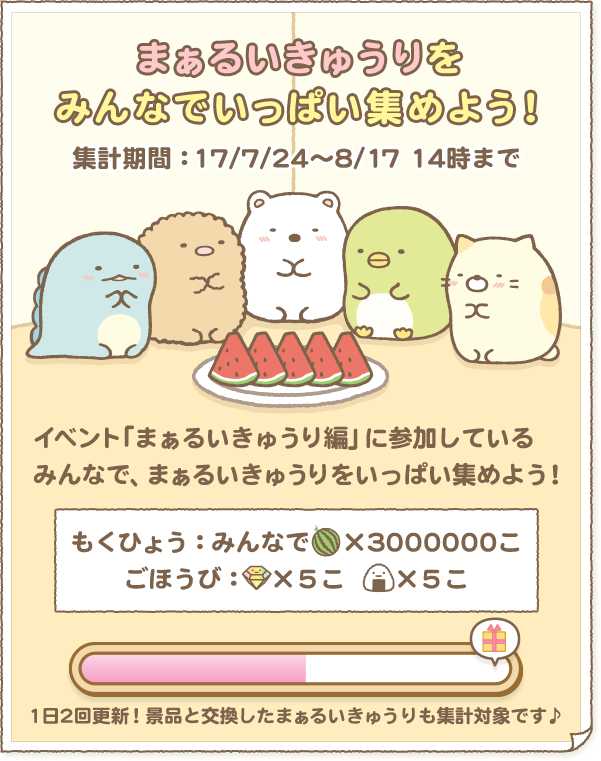 まぁるいきゅうりを
みんなでいっぱい集めよう!
集計期間：17/7/24〜8/17 14時まで
イベント「まぁるいきゅうり編」に参加している
みんなで、まぁるいきゅうりをいっぱい集めよう!
もくひょう：みんなで×3000000こ
ごほうび：×5こ ×5こ
1日2回更新！景品と交換したまぁるいきゅうりも集計対象です♪